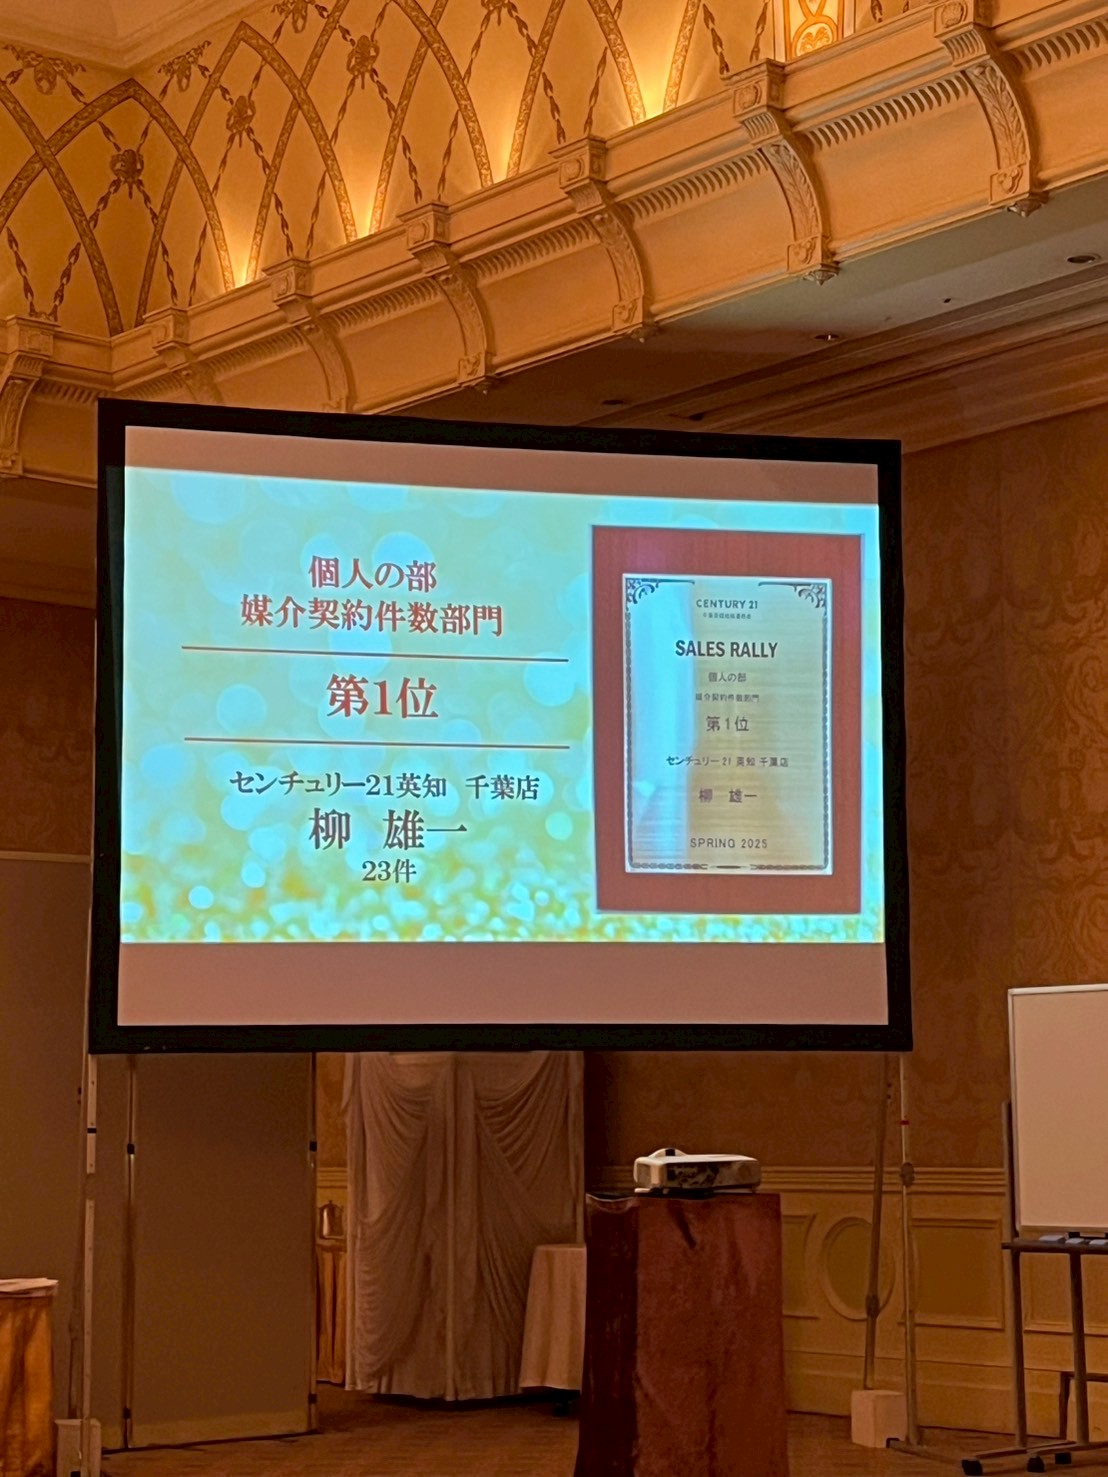 個人の部
媒介契約件数部門
第1位
センチュリー21英知 千葉店
柳 雄一
23件
CENTURY 21
SALES RALLY
個人の部
媒介契約件数部門
第1位
センチュリー21 英知 千葉店
柳 雄一
SPRING 2025